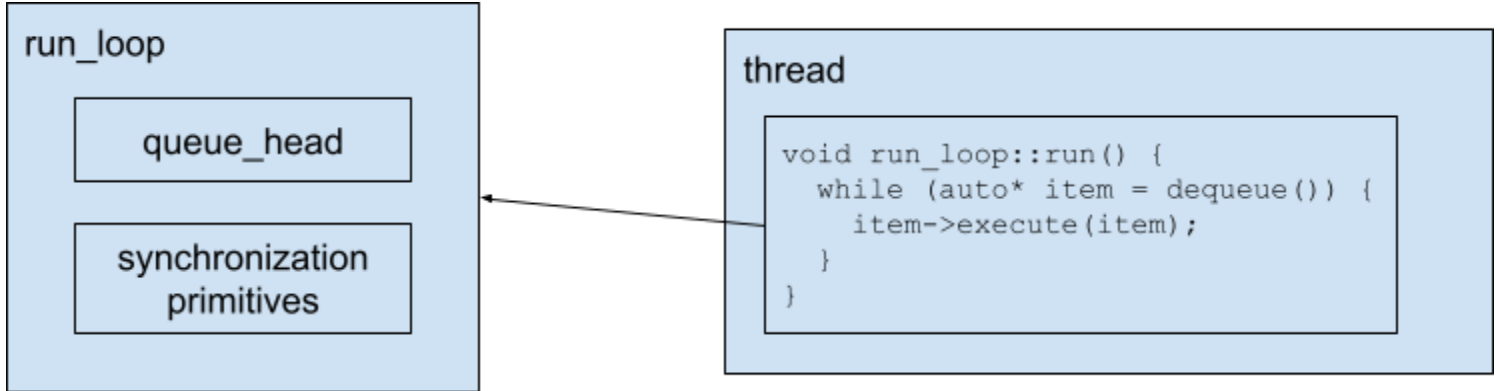 run_loop
queue_head
synchronization
primitives
thread
void run_loop::run() {
  while (auto* item = dequeue()) {
    item->execute(item);
  }
}